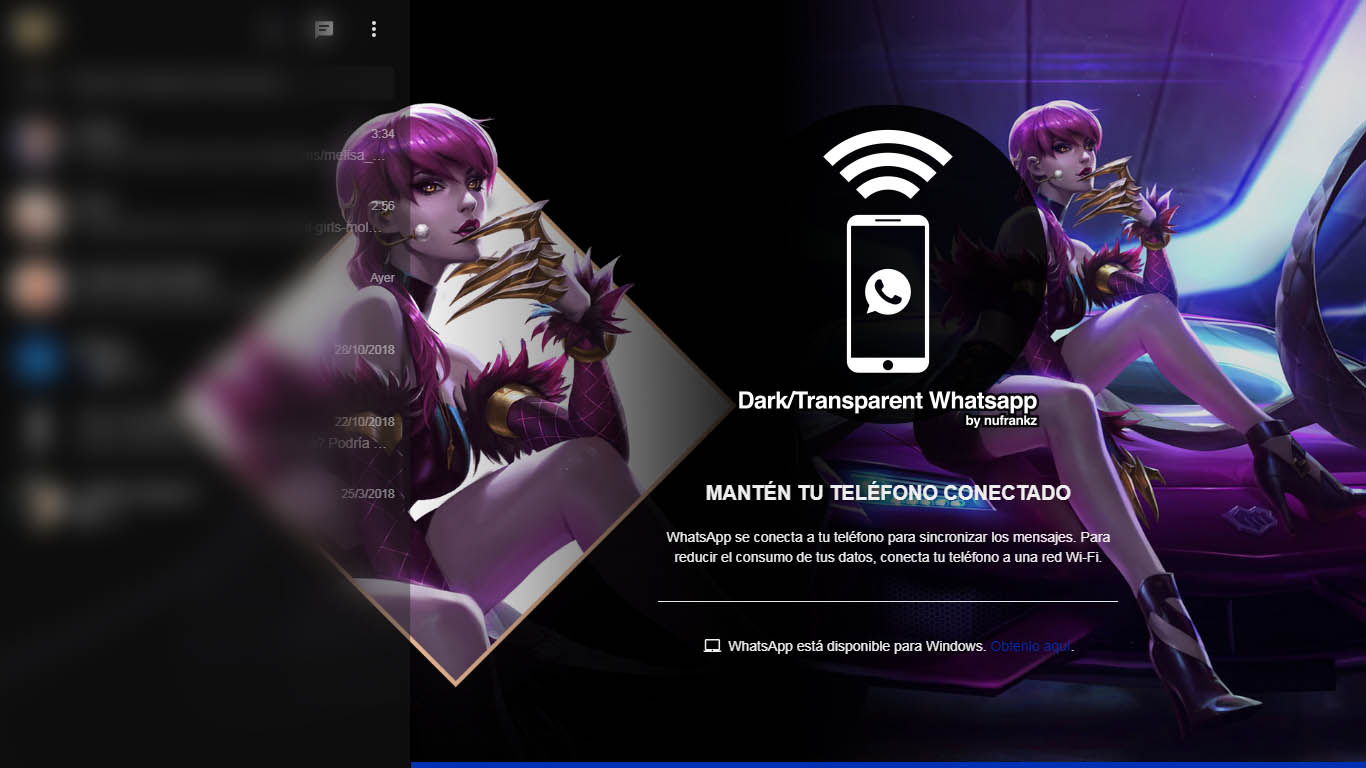 3:34
ms/melisa_...
2:56
il-girls-mol...
Ayer
28/10/2018
22/10/2018
? Podría ...
25/3/2018
Dark/Transparent Whatsapp
by nufrankz
MANTÉN TU TELÉFONO CONECTADO
WhatsApp se conecta a tu teléfono para sincronizar los mensajes. Para
reducir el consumo de tus datos, conecta tu teléfono a una red Wi-Fi.
WhatsApp está disponible para Windows. Obtenlo aquí.